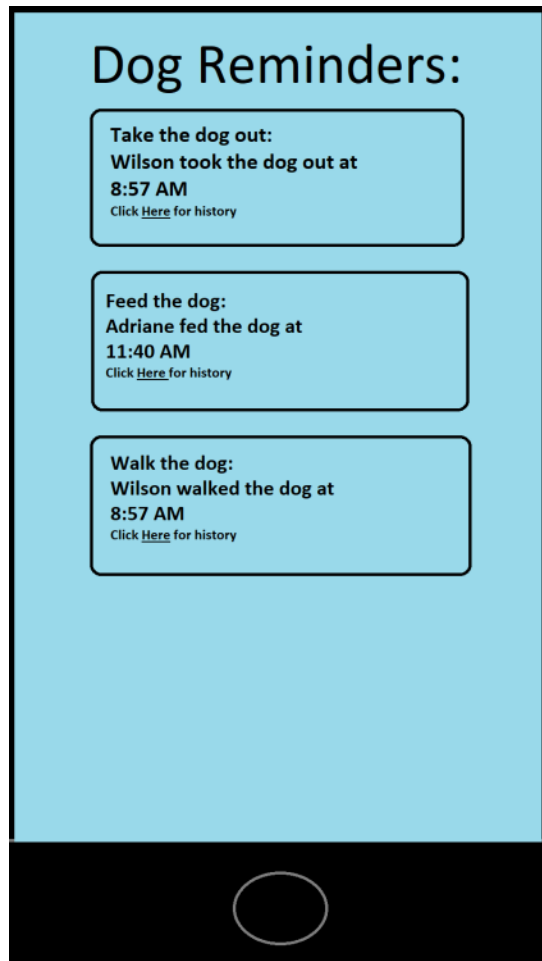 Dog Reminders:
Take the dog out:
Wilson took the dog out at
8:57 AM
Click Here for history
Feed the dog:
Adriane fed the dog at
11:40 AM
Click Here for history
Walk the dog:
Wilson walked the dog at
8:57 AM
Click Here for history